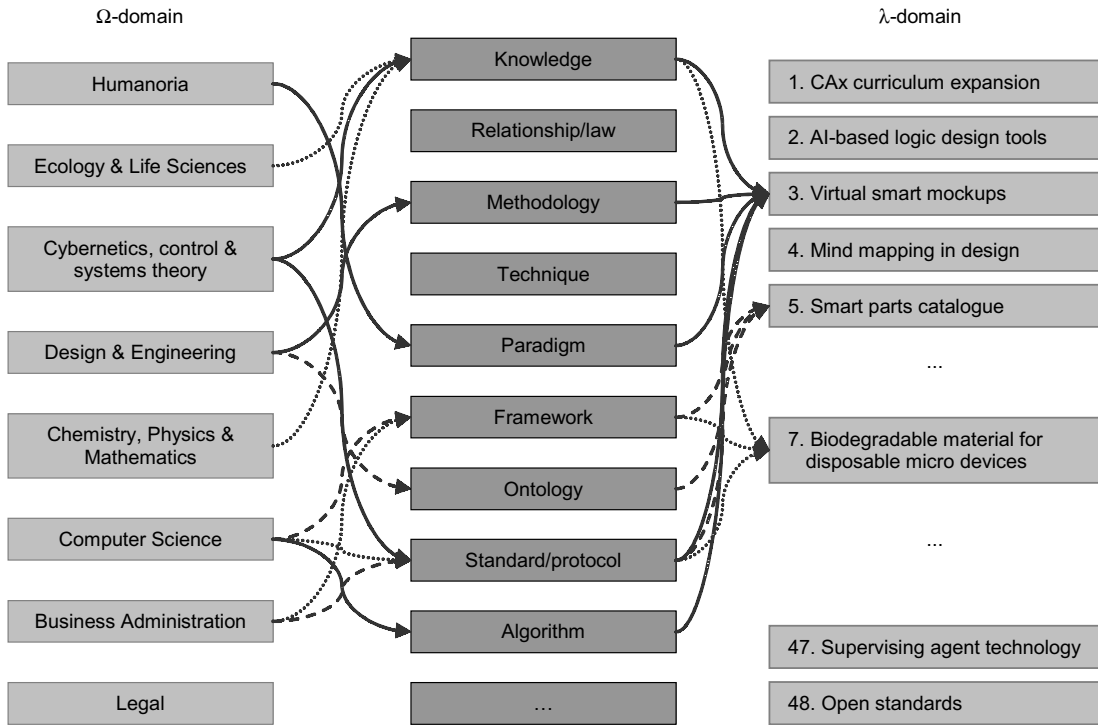 Ω-domain
Humanoria
Ecology & Life Sciences
Cybernetics, control &
systems theory
Design & Engineering
Chemistry, Physics &
Mathematics
Computer Science
Business Administration
Legal
Knowledge
Relationship/law
Methodology
Technique
Paradigm
Framework
Ontology
Standard/protocol
Algorithm
...
λ-domain
1. CAx curriculum expansion
2. AI-based logic design tools
3. Virtual smart mockups
4. Mind mapping in design
5. Smart parts catalogue
...
7. Biodegradable material for
disposable micro devices
...
47. Supervising agent technology
48. Open standards